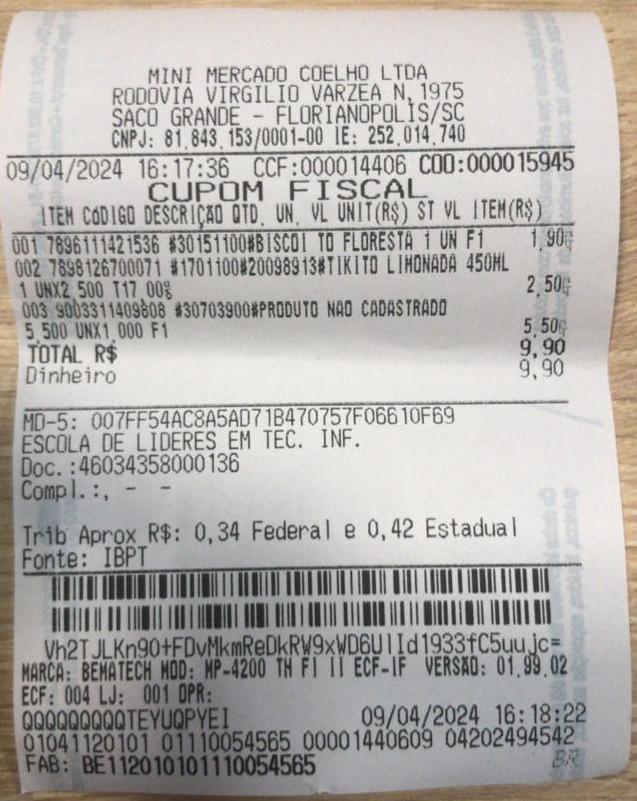 MINI MERCADO COELHO LTDA
RODOVIA VIRGILIO VARZEA N,1975
SACO GRANDE - FLORIANOPOLIS/SC
CNPJ: 81.843.153/0001-00 IE: 252.014.740
09/04/2024 16:17:36 CCF:000014406 COO:000015945
CUPOM FISCAL
ITEM CÓDIGO DESCRIÇÃO QTD. UN. VL UNIT(R$) ST VL ITEM(R$)
001 7896111421536 #30151100#BISCOI TO FLORESTA 1 UN F1 1,90G
002 7898126700071 #1701100#20098913#TIKITO LIMONADA 450ML
1 UNX2 500 T17 00% 2,50G
003 9003311409808 #30703900#PRODUTO NAO CADASTRADO
5 500 UNX1 000 F1 5,50G
TOTAL R$ 9,90
Dinheiro 9,90
MD-5: 007FF54AC8A5AD71B470757F06610F69
ESCOLA DE LIDERES EM TEC. INF.
Doc.:46034358000136
Compl.:, - -
Trib Aprox R$: 0,34 Federal e 0,42 Estadual
Fonte: IBPT
Vh2TJLKn90+FDvMkmReDkRW9xWD6UlId1933fC5uujc=
MARCA: BEMATECH MOD: MP-4200 TH FI II ECF-IF VERSÃO: 01.99.02
ECF: 004 LJ: 001 OPR:
QQQQQQQQQTEYUQPYEI 09/04/2024 16:18:22
01041120101 01110054565 00001440609 04202494542
FAB: BE112010101110054565 BR